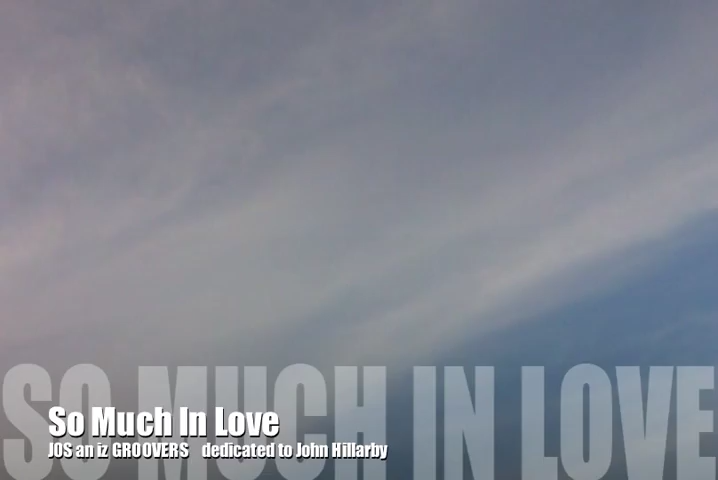 SO MUCH IN LOVE
So Much In Love
JOS an iz GROOVERS dedicated to John Hillarby